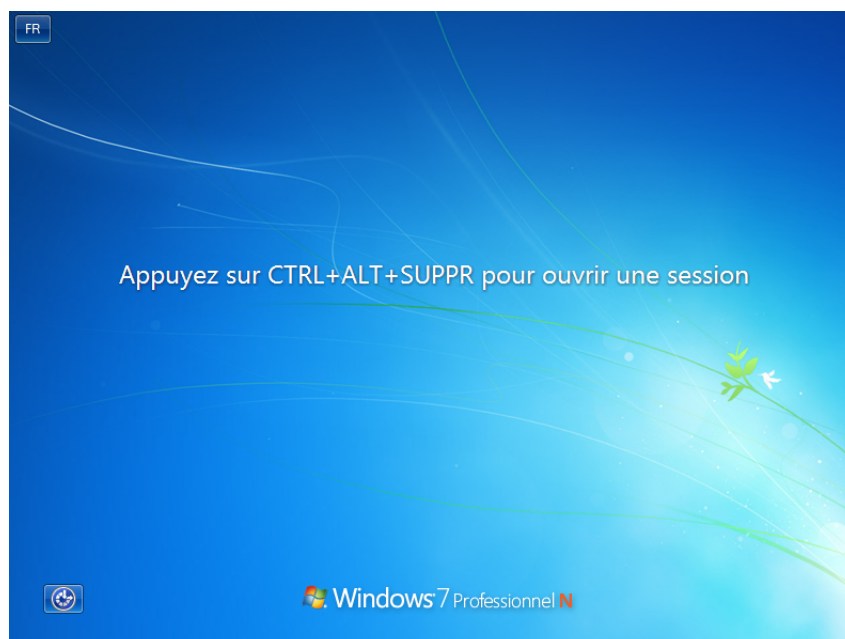 FR
Appuyez sur CTRL+ALT+SUPPR pour ouvrir une session
Windows 7 Professionnel N